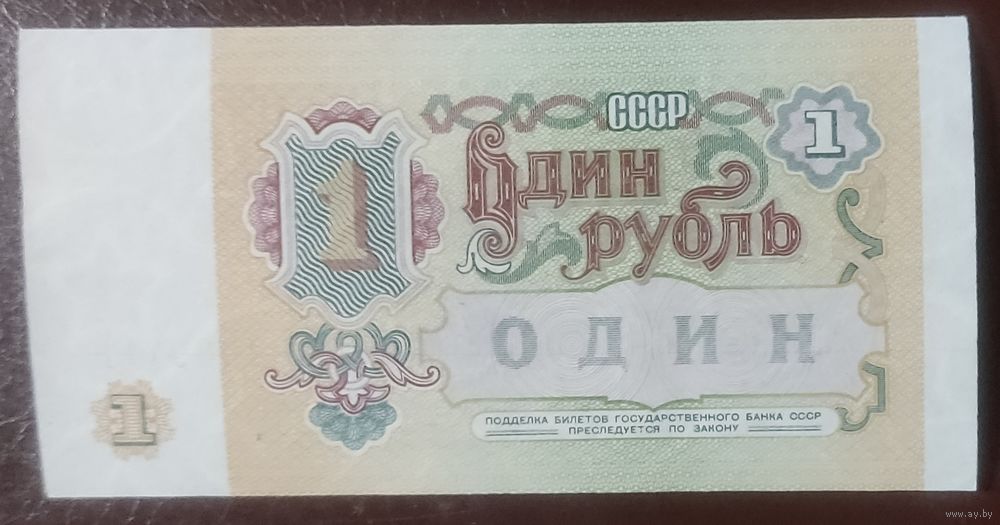 СССР
1
Один
рубль
1
ОДИН
ПОДДЕЛКА БИЛЕТОВ ГОСУДАРСТВЕННОГО БАНКА СССР
ПРЕСЛЕДУЕТСЯ ПО ЗАКОНУ
1
www.ay.by